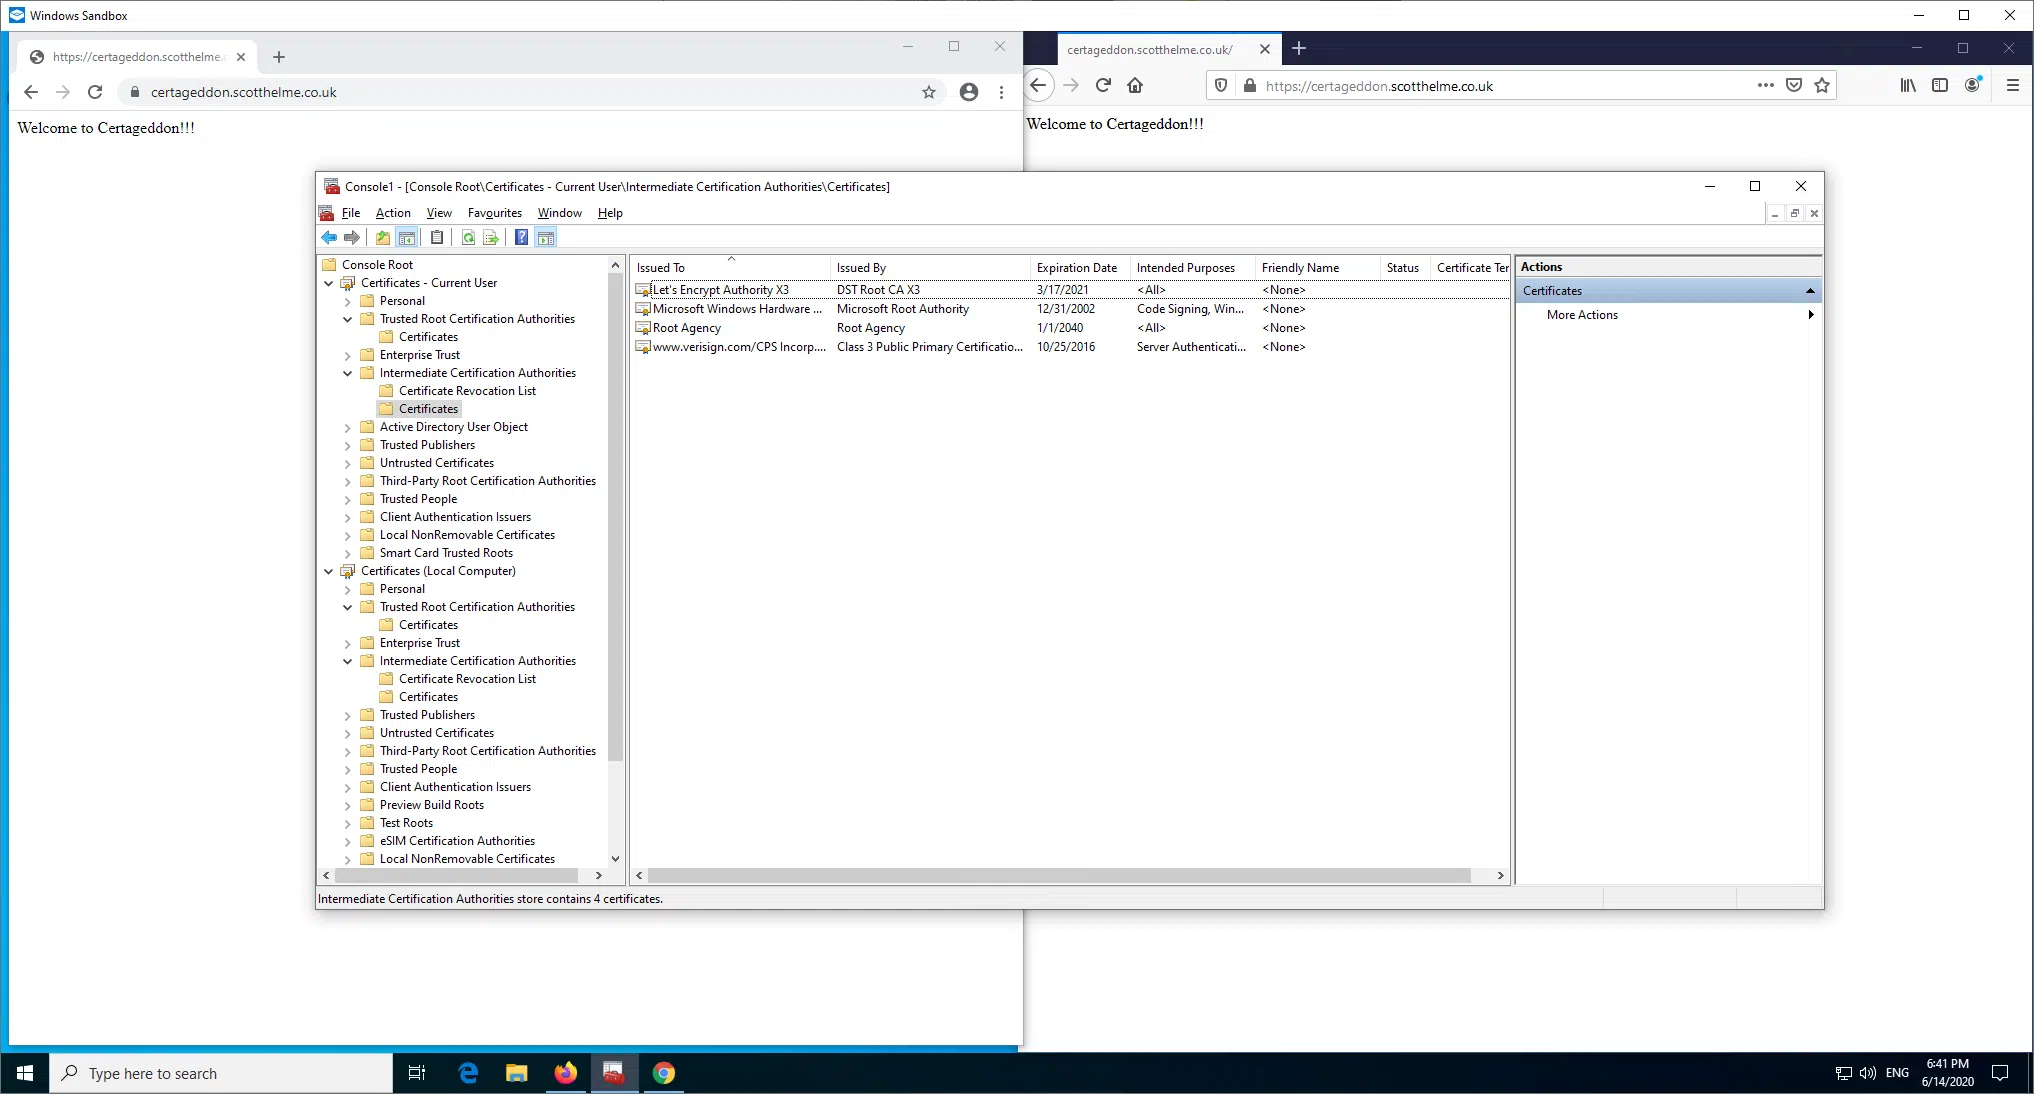 Windows Sandbox
https://certageddon.scotthelme.c
certageddon.scotthelme.co.uk/
certageddon.scotthelme.co.uk
https://certageddon.scotthelme.co.uk
Welcome to Certageddon!!!
Welcome to Certageddon!!!
Console1 - [Console Root\Certificates - Current User\Intermediate Certification Authorities\Certificates]
File Action View Favourites Window Help
Console Root
Certificates - Current User
Personal
Trusted Root Certification Authorities
Certificates
Enterprise Trust
Intermediate Certification Authorities
Certificate Revocation List
Certificates
Active Directory User Object
Trusted Publishers
Untrusted Certificates
Third-Party Root Certification Authorities
Trusted People
Client Authentication Issuers
Local NonRemovable Certificates
Smart Card Trusted Roots
Certificates (Local Computer)
Personal
Trusted Root Certification Authorities
Certificates
Enterprise Trust
Intermediate Certification Authorities
Certificate Revocation List
Certificates
Trusted Publishers
Untrusted Certificates
Third-Party Root Certification Authorities
Trusted People
Client Authentication Issuers
Preview Build Roots
Test Roots
eSIM Certification Authorities
Local NonRemovable Certificates
Issued To Issued By Expiration Date Intended Purposes Friendly Name Status Certificate Ter
Let's Encrypt Authority X3 DST Root CA X3 3/17/2021 <All> <None>
Microsoft Windows Hardware ... Microsoft Root Authority 12/31/2002 Code Signing, Win... <None>
Root Agency Root Agency 1/1/2040 <All> <None>
www.verisign.com/CPS Incorp.... Class 3 Public Primary Certificatio... 10/25/2016 Server Authenticati... <None>
Actions
Certificates
More Actions
Intermediate Certification Authorities store contains 4 certificates.
Type here to search
ENG
6:41 PM
6/14/2020